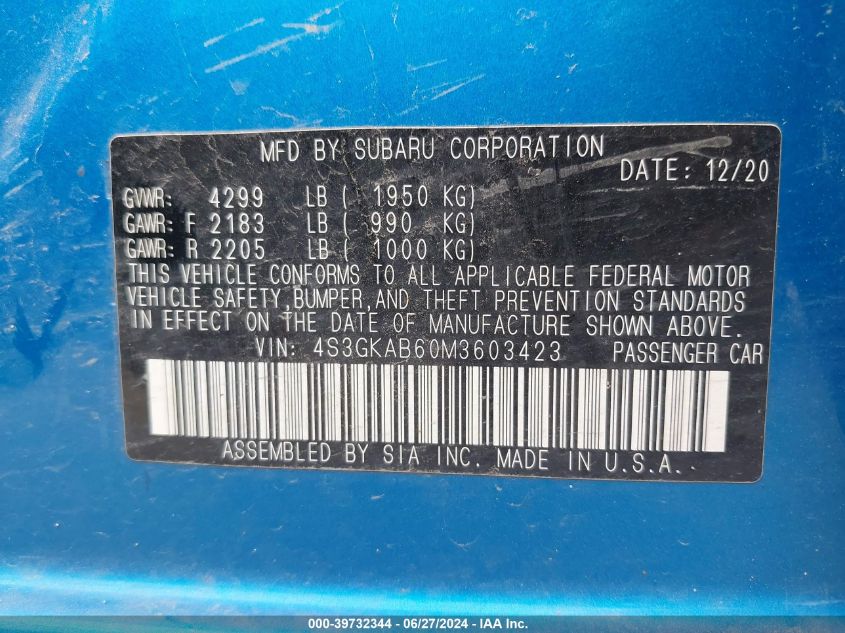 MFD BY SUBARU CORPORATION
DATE: 12/20
GVWR: 4299 LB ( 1950 KG)
GAWR: F 2183 LB ( 990 KG)
GAWR: R 2205 LB ( 1000 KG)
THIS VEHICLE CONFORMS TO ALL APPLICABLE FEDERAL MOTOR
VEHICLE SAFETY,BUMPER,AND THEFT PREVENTION STANDARDS
IN EFFECT ON THE DATE OF MANUFACTURE SHOWN ABOVE.
VIN: 4S3GKAB60M3603423 PASSENGER CAR
ASSEMBLED BY SIA INC. MADE IN U.S.A.
000-39732344 / 06/27/2024 - IAA Inc.